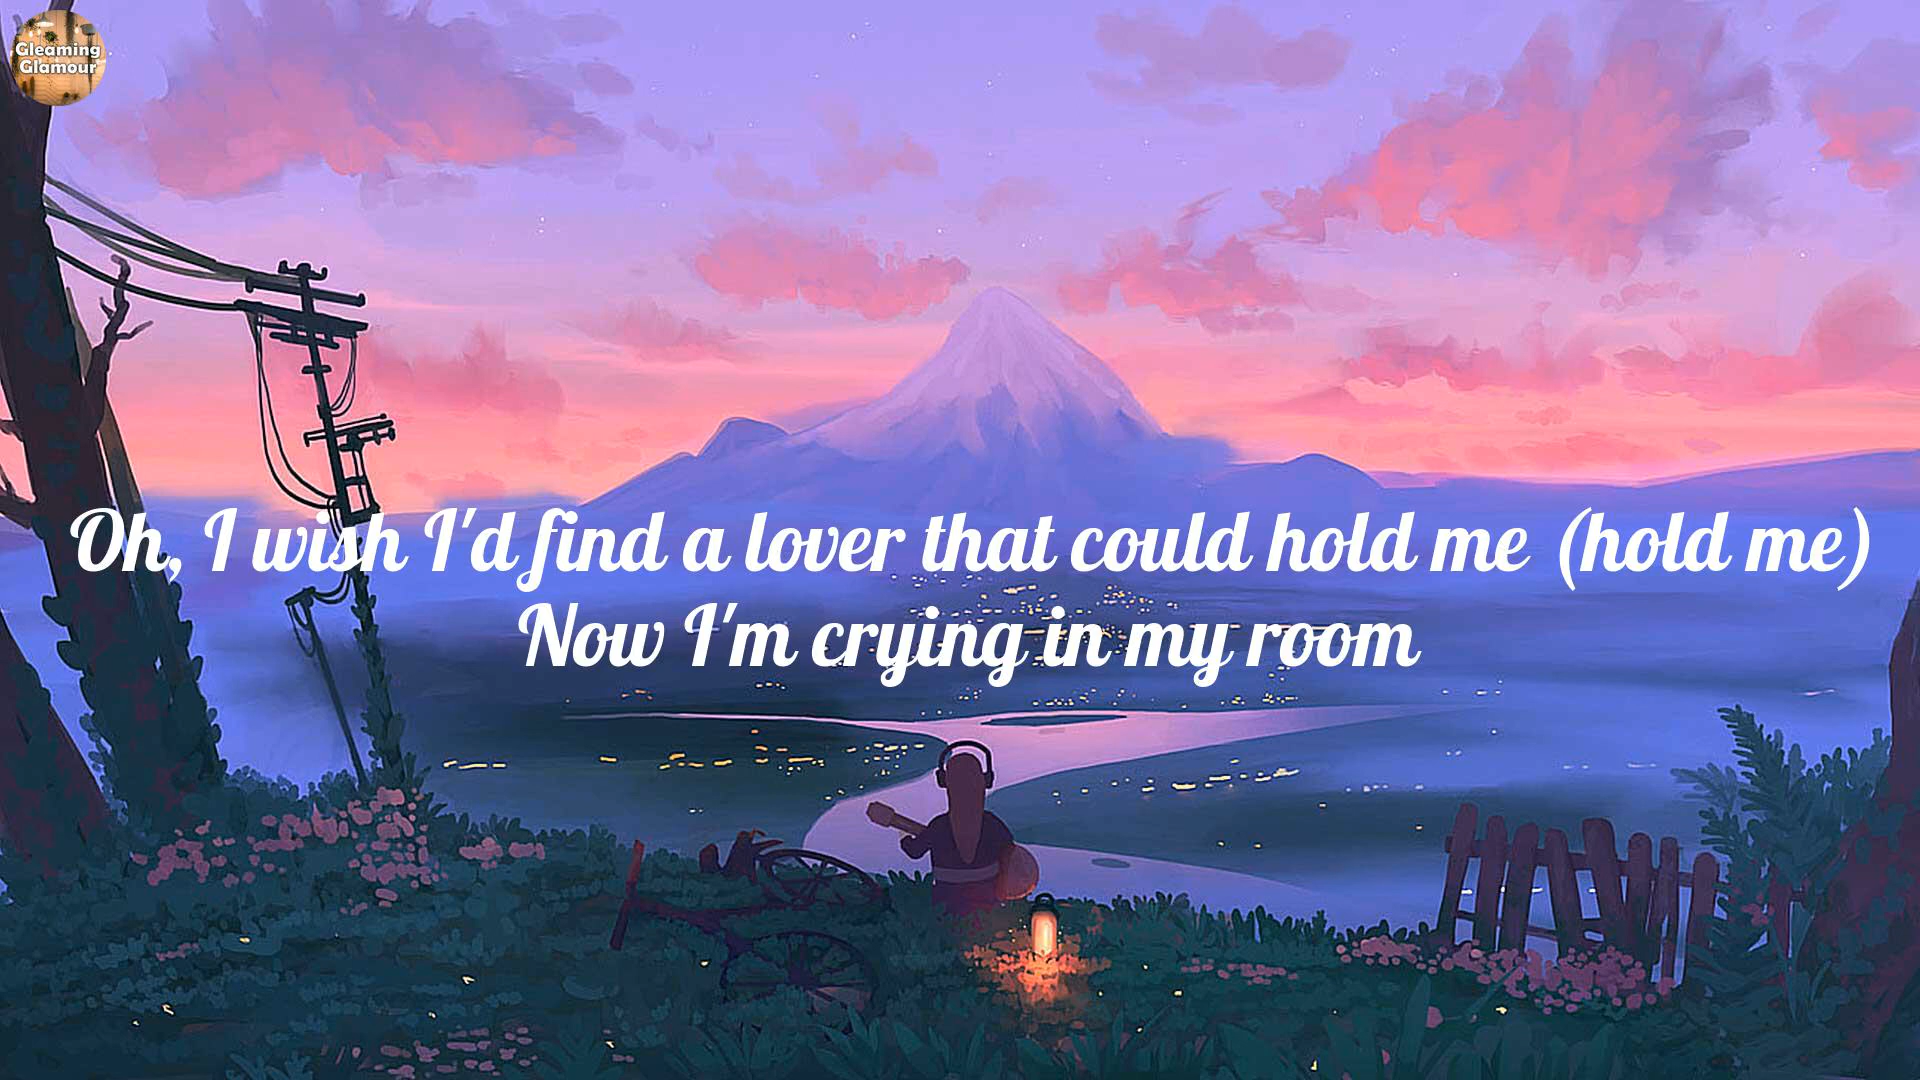 Gleaming
Glamour
Oh, I wish I'd find a lover that could hold me (hold me)
Now I'm crying in my room